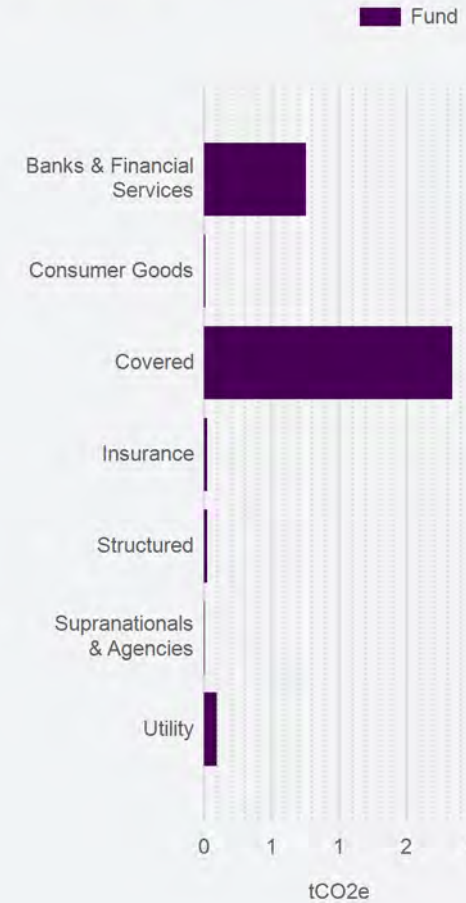 Fund
Banks & Financial
Services
Consumer Goods
Covered
Insurance
Structured
Supranationals
& Agencies
Utility
0 1 1 2
tCO2e